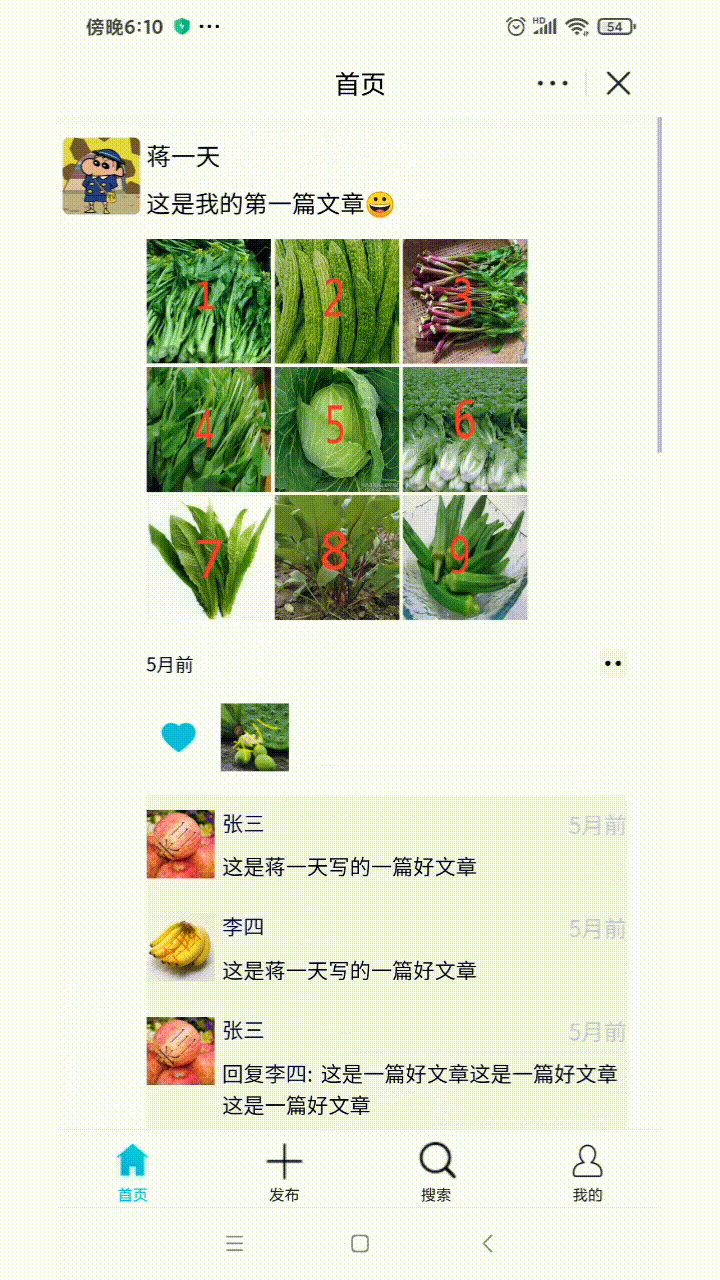 傍晚6:10 ··· HD 54
首页
蒋一天
这是我的第一篇文章😀
1 2 3
4 5 6
7 8 9
5月前
张三 5月前
这是蒋一天写的一篇好文章
李四 5月前
这是蒋一天写的一篇好文章
张三 5月前
回复李四: 这是一篇好文章这是一篇好文章
这是一篇好文章
首页 发布 搜索 我的